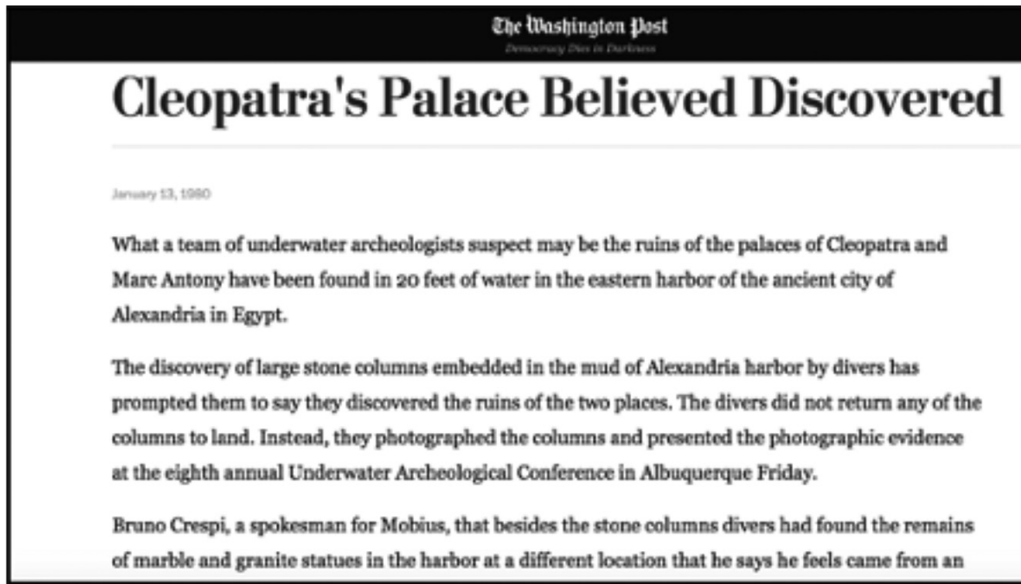 The Washington Post
Democracy Dies in Darkness
Cleopatra's Palace Believed Discovered
January 13, 1980
What a team of underwater archeologists suspect may be the ruins of the palaces of Cleopatra and
Marc Antony have been found in 20 feet of water in the eastern harbor of the ancient city of
Alexandria in Egypt.
The discovery of large stone columns embedded in the mud of Alexandria harbor by divers has
prompted them to say they discovered the ruins of the two places. The divers did not return any of the
columns to land. Instead, they photographed the columns and presented the photographic evidence
at the eighth annual Underwater Archeological Conference in Albuquerque Friday.
Bruno Crespi, a spokesman for Mobius, that besides the stone columns divers had found the remains
of marble and granite statues in the harbor at a different location that he says he feels came from an